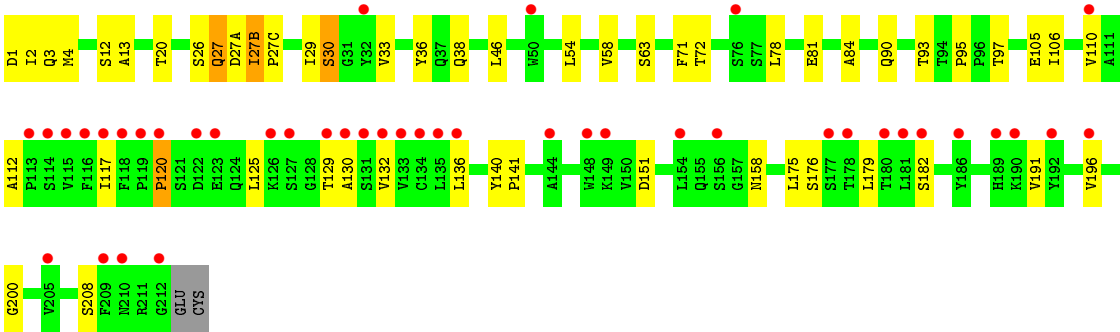 D1 I2 Q3 M4 S12 A13 T20 S26 Q27 D27A I27B P27C I29 S30 G31 Y32 V33 Y36 Q37 Q38 L46 W50 L54 V58 S63 F71 T72 S76 S77 L78 E81 A84 Q90 T93 T94 P95 P96 T97 E105 I106 V110 A111
A112 P113 S114 V115 F116 I117 F118 P119 P120 S121 D122 E123 Q124 L125 K126 S127 G128 T129 A130 S131 V132 V133 C134 L135 L136 Y140 P141 A144 W148 K149 V150 D151 L154 Q155 S156 G157 N158 L175 S176 S177 T178 L179 T180 L181 S182 Y186 H189 K190 V191 Y192 V196
G200 V205 S208 F209 N210 R211 G212 GLU CYS